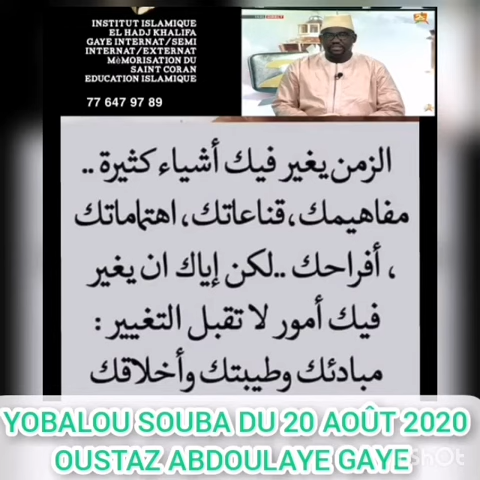 INSTITUT ISLAMIQUE
EL HADJ KHALIFA
GAYE INTERNAT/SEMI
INTERNAT/EXTERNAT
MèMORISATION DU
SAINT CORAN
EDUCATION ISLAMIQUE
77 647 97 89
الزمن يغير فيك أشياء كثيرة ..
مفاهيمك، قناعاتك، اهتماماتك
، أفراحك .. لكن إياك ان يغير
فيك أمور لا تقبل التغيير :
مبادئك وطيبتك وأخلاقك
YOBALOU SOUBA DU 20 AOÛT 2020
OUSTAZ ABDOULAYE GAYE